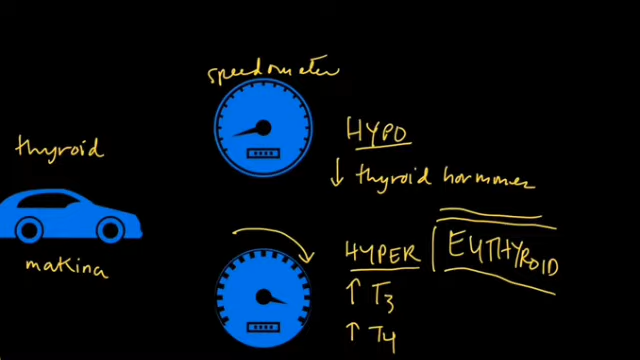 speedometer
thyroid
makina
HYPO
↓ thyroid hormones
HYPER
EUTHYROID
↑ T3
↑ T4